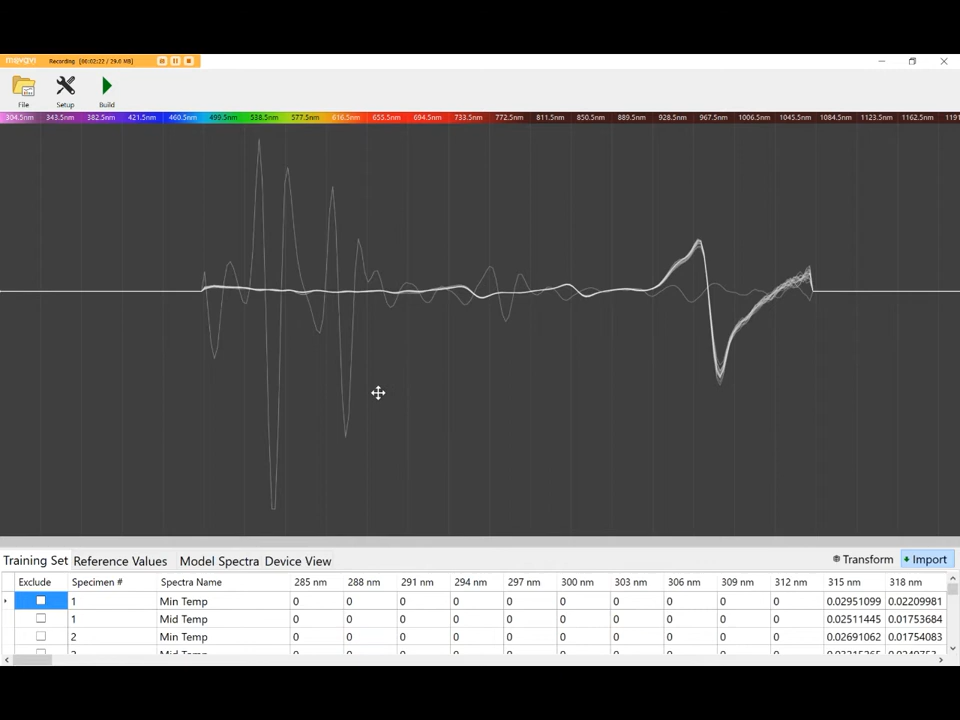 movavi Recording [00:02:22 / 29.0 MB]
File Setup Build
304.5nm 343.5nm 382.5nm 421.5nm 460.5nm 499.5nm 538.5nm 577.5nm 616.5nm 655.5nm 694.5nm 733.5nm 772.5nm 811.5nm 850.5nm 889.5nm 928.5nm 967.5nm 1006.5nm 1045.5nm 1084.5nm 1123.5nm 1162.5nm 1191
Training Set Reference Values Model Spectra Device View Transform Import
Exclude Specimen # Spectra Name 285 nm 288 nm 291 nm 294 nm 297 nm 300 nm 303 nm 306 nm 309 nm 312 nm 315 nm 318 nm
1 Min Temp 0 0 0 0 0 0 0 0 0 0 0.02951099 0.02209981
1 Mid Temp 0 0 0 0 0 0 0 0 0 0 0.02511445 0.01753684
2 Min Temp 0 0 0 0 0 0 0 0 0 0 0.02691062 0.01754083